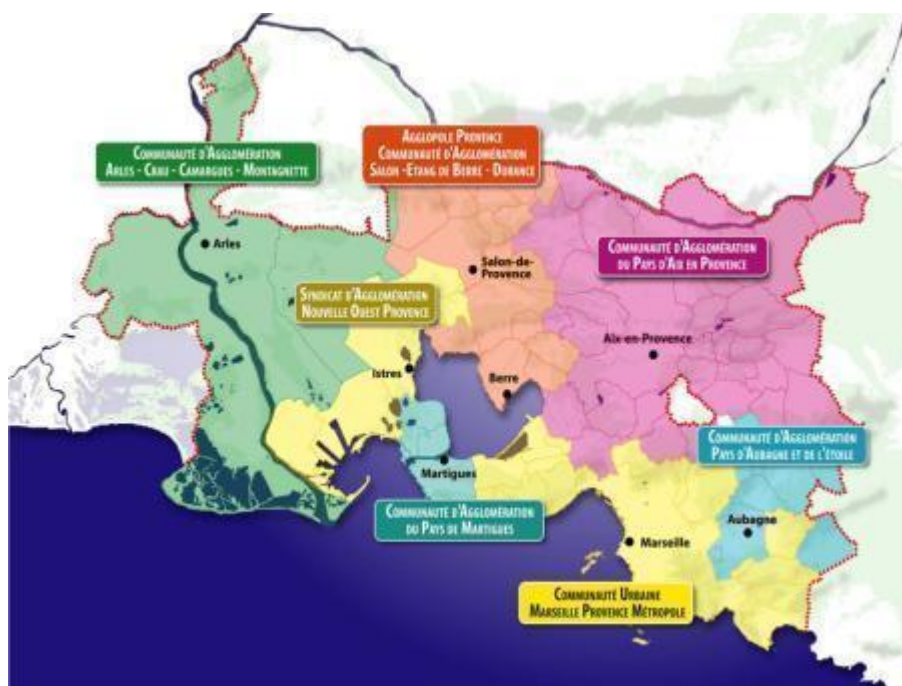 Communauté d'Agglomération
Arles - Crau - Camargues - Montagnette
Agglopole Provence
Communauté d'Agglomération
Salon -Etang de Berre - Durance
Communauté d'Agglomération
du Pays d'Aix en Provence
Arles
Salon-de-
Provence
Syndicat d'Agglomération
Nouvelle Ouest Provence
Aix-en-Provence
Istres
Berre
Communauté d'Agglomération
Pays d'Aubagne et de l'étoile
Martigues
Communauté d'Agglomération
du Pays de Martigues
Aubagne
Marseille
Communauté Urbaine
Marseille Provence Métropole